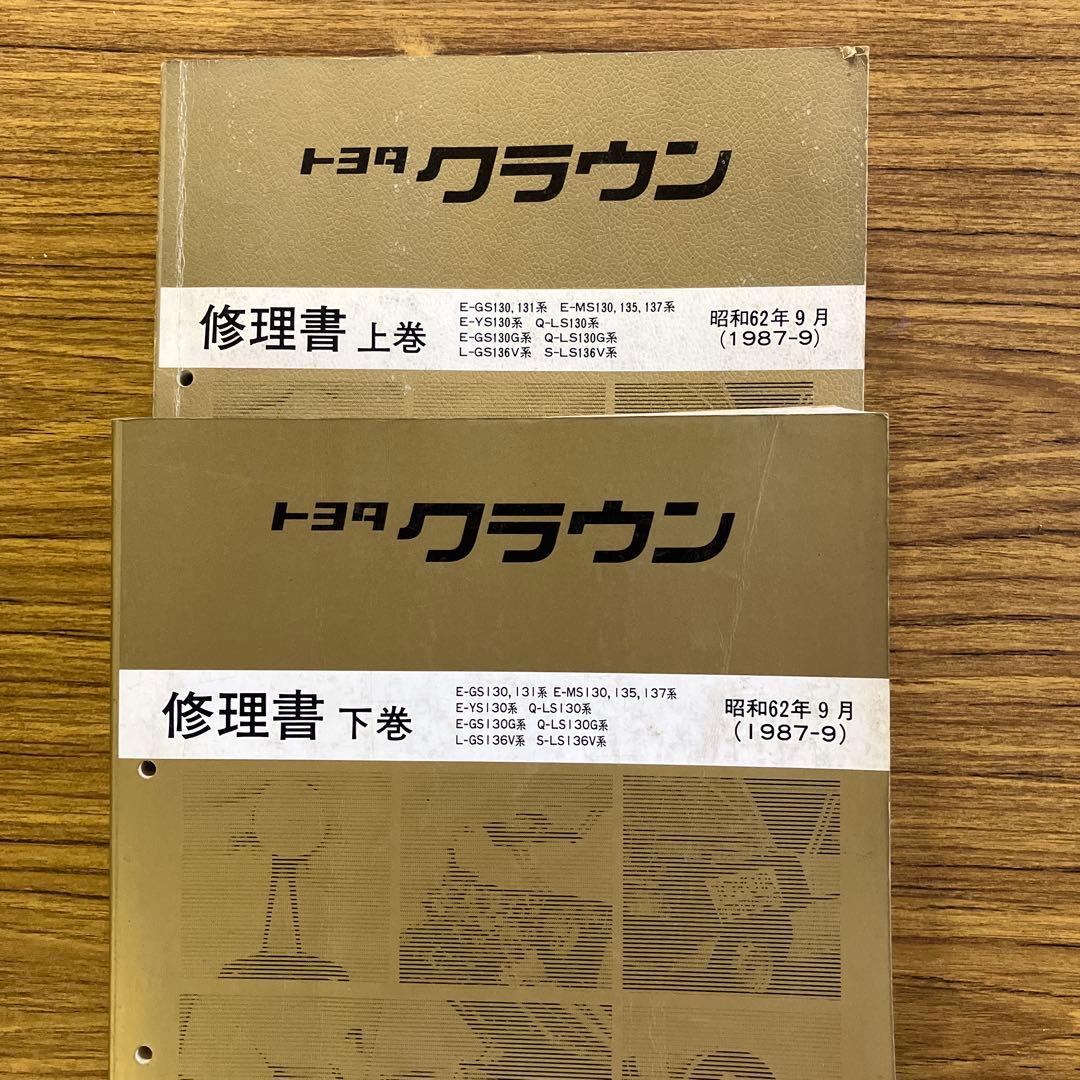 トヨタ クラウン
修理書 上巻
E-GS130,131系 E-MS130,135,137系
E-YS130系 Q-LS130系
E-GS130G系 Q-LS130G系
L-GS136V系 S-LS136V系
昭和62年9月
(1987-9)
トヨタ クラウン
修理書 下巻
E-GS130,131系 E-MS130,135,137系
E-YS130系 Q-LS130系
E-GS130G系 Q-LS130G系
L-GS136V系 S-LS136V系
昭和62年9月
(1987-9)